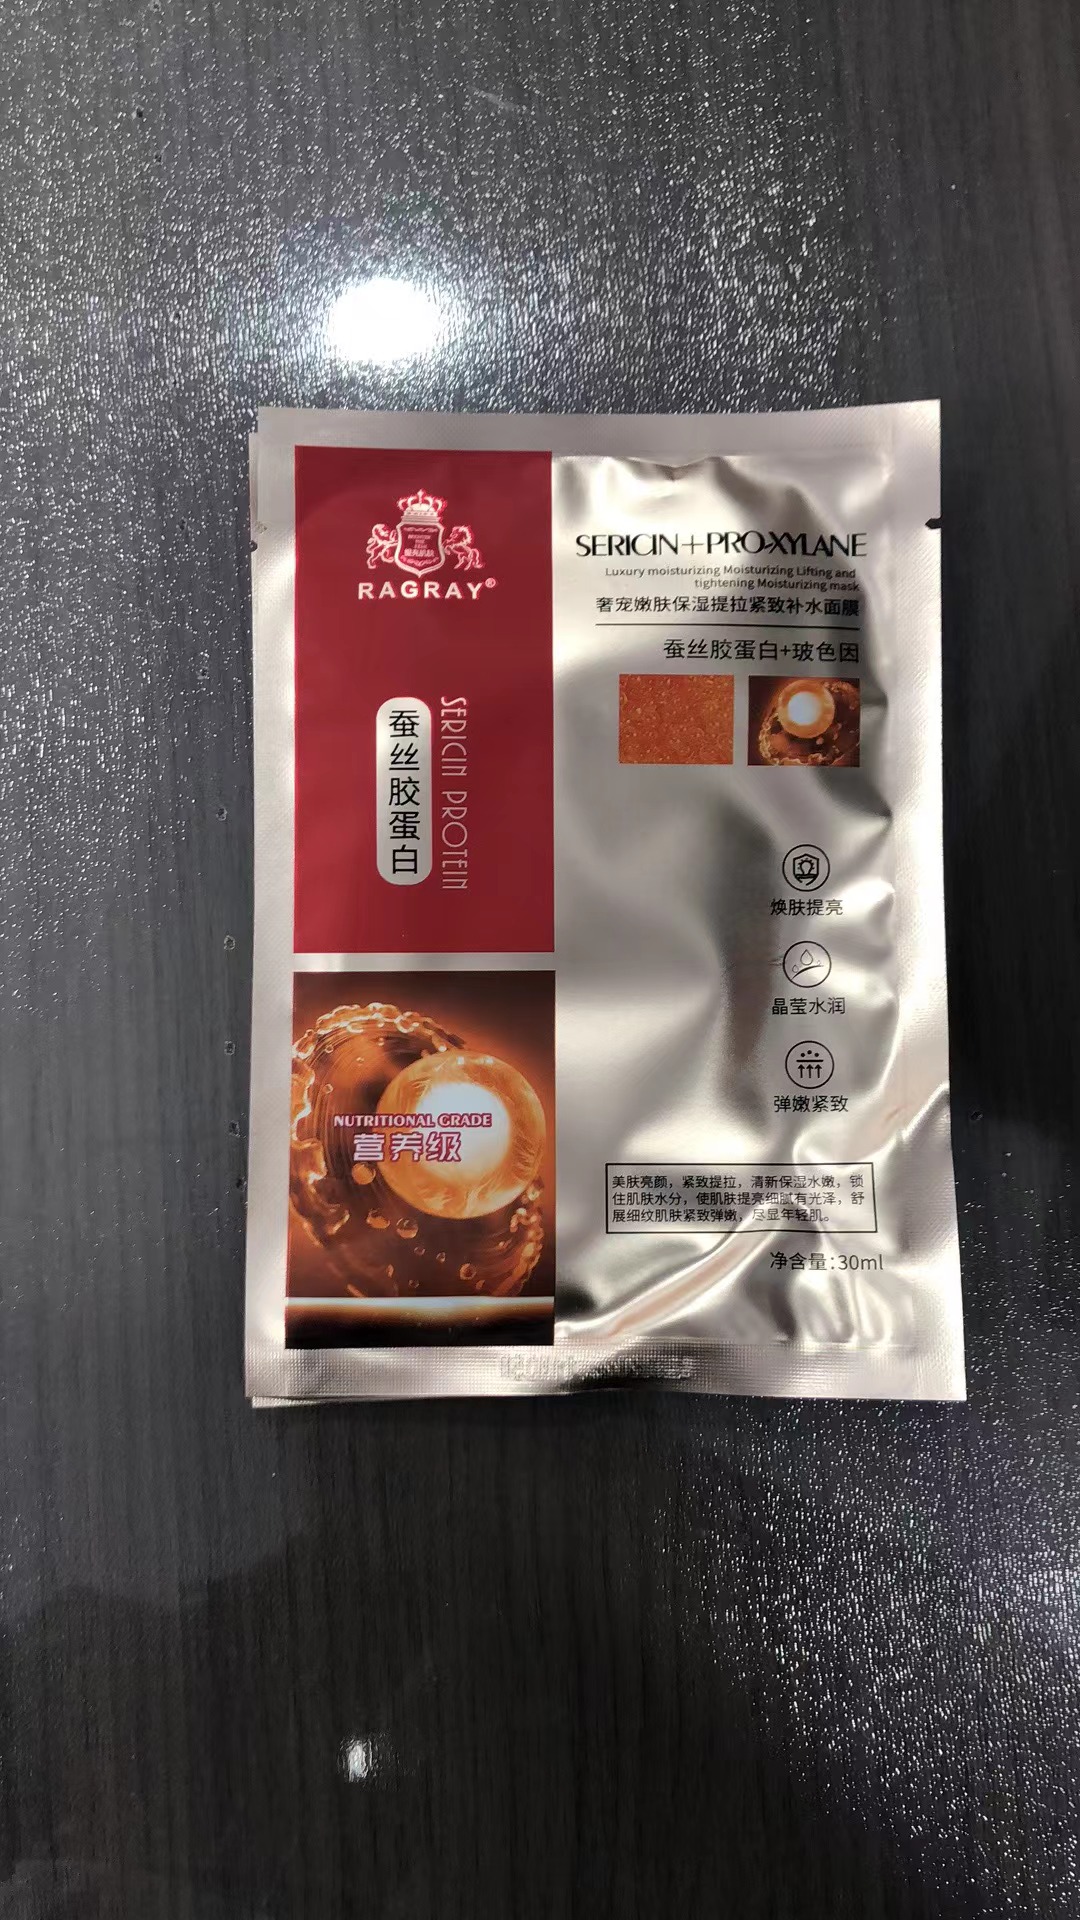 RAGRAY®
蚕丝胶蛋白
SERICIN PROTEIN
NUTRITIONAL GRADE
营养级
SERICIN+PRO-XYLANE
Luxury moisturizing Moisturizing Lifting and
tightening Moisturizing mask
奢宠嫩肤保湿提拉紧致补水面膜
蚕丝胶蛋白+玻色因
焕肤提亮
晶莹水润
弹嫩紧致
美肤亮颜，紧致提拉，清新保湿水嫩，锁
住肌肤水分，使肌肤提亮细腻有光泽，舒
展细纹肌肤紧致弹嫩，尽显年轻肌。
净含量:30ml